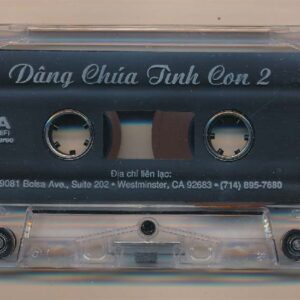 Dâng Chúa Tình Con 2
A
Địa chỉ liên lạc:
9081 Bolsa Ave., Suite 202 • Westminster, CA 92683 • (714) 895-7680